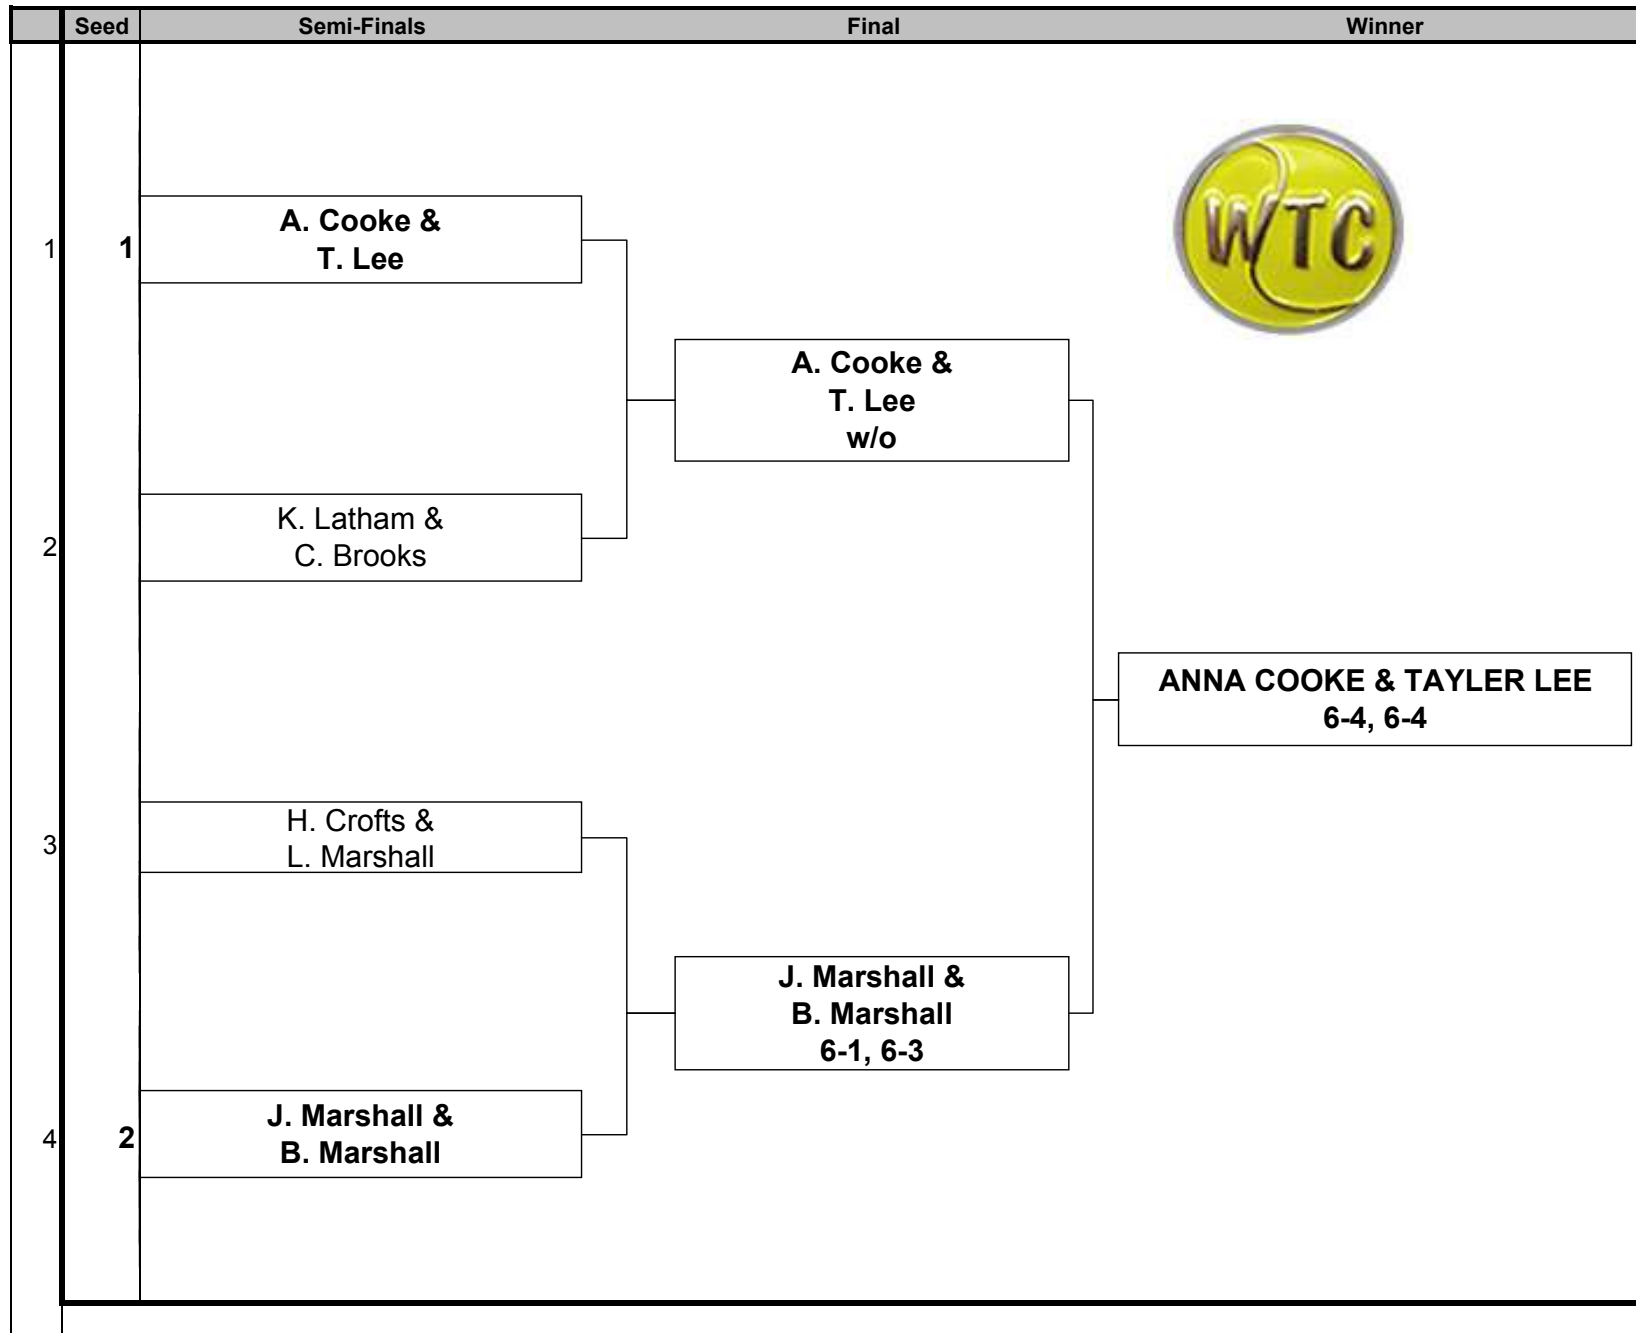 Seed Semi-Finals Final Winner
WTC
1 1 A. Cooke &
T. Lee
A. Cooke &
T. Lee
w/o
2 K. Latham &
C. Brooks
ANNA COOKE & TAYLER LEE
6-4, 6-4
3 H. Crofts &
L. Marshall
J. Marshall &
B. Marshall
6-1, 6-3
4 2 J. Marshall &
B. Marshall